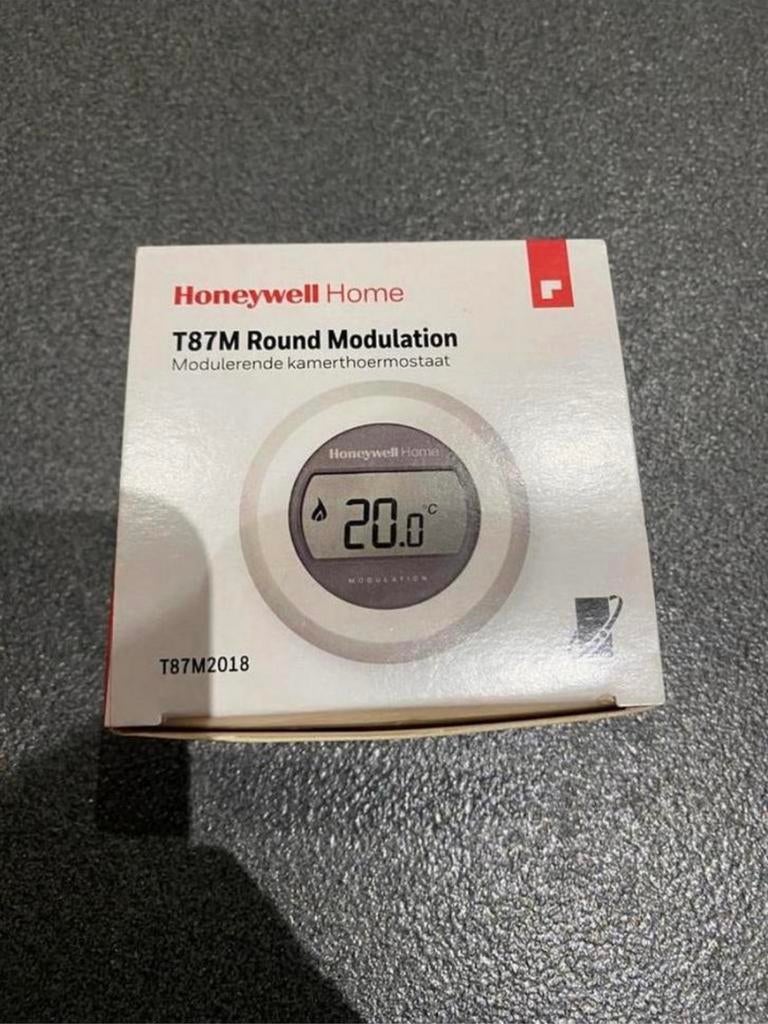 Honeywell Home
T87M Round Modulation
Modulerende kamerthoermostaat
Honeywell Home
20.0 °C
MODULATION
T87M2018